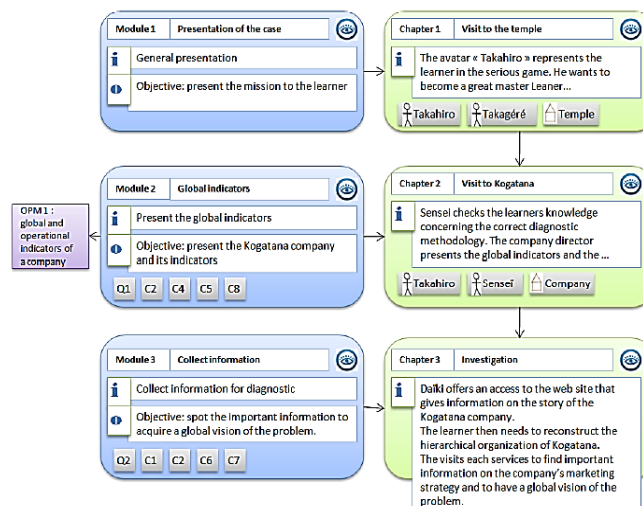 Module 1 Presentation of the case
General presentation
Objective: present the mission to the learner
Chapter 1 Visit to the temple
The avatar « Takahiro » represents the
learner in the serious game. He wants to
become a great master Leaner...
Takahiro Takagéré Temple
OPM 1 :
global and
operational
indicators of
a company
Module 2 Global indicators
Present the global indicators
Objective: present the Kogatana company
and its indicators
Q1 C2 C4 C5 C8
Chapter 2 Visit to Kogatana
Sensei checks the learners knowledge
concerning the correct diagnostic
methodology. The company director
presents the global indicators and the ...
Takahiro Senseï Company
Module 3 Collect information
Collect information for diagnostic
Objective: spot the important information to
acquire a global vision of the problem.
Q2 C1 C2 C6 C7
Chapter 3 Investigation
Daïki offers an access to the web site that
gives information on the story of the
Kogatana company.
The learner then needs to reconstruct the
hierarchical organization of Kogatana.
The visits each services to find important
information on the company's marketing
strategy and to have a global vision of the
problem.